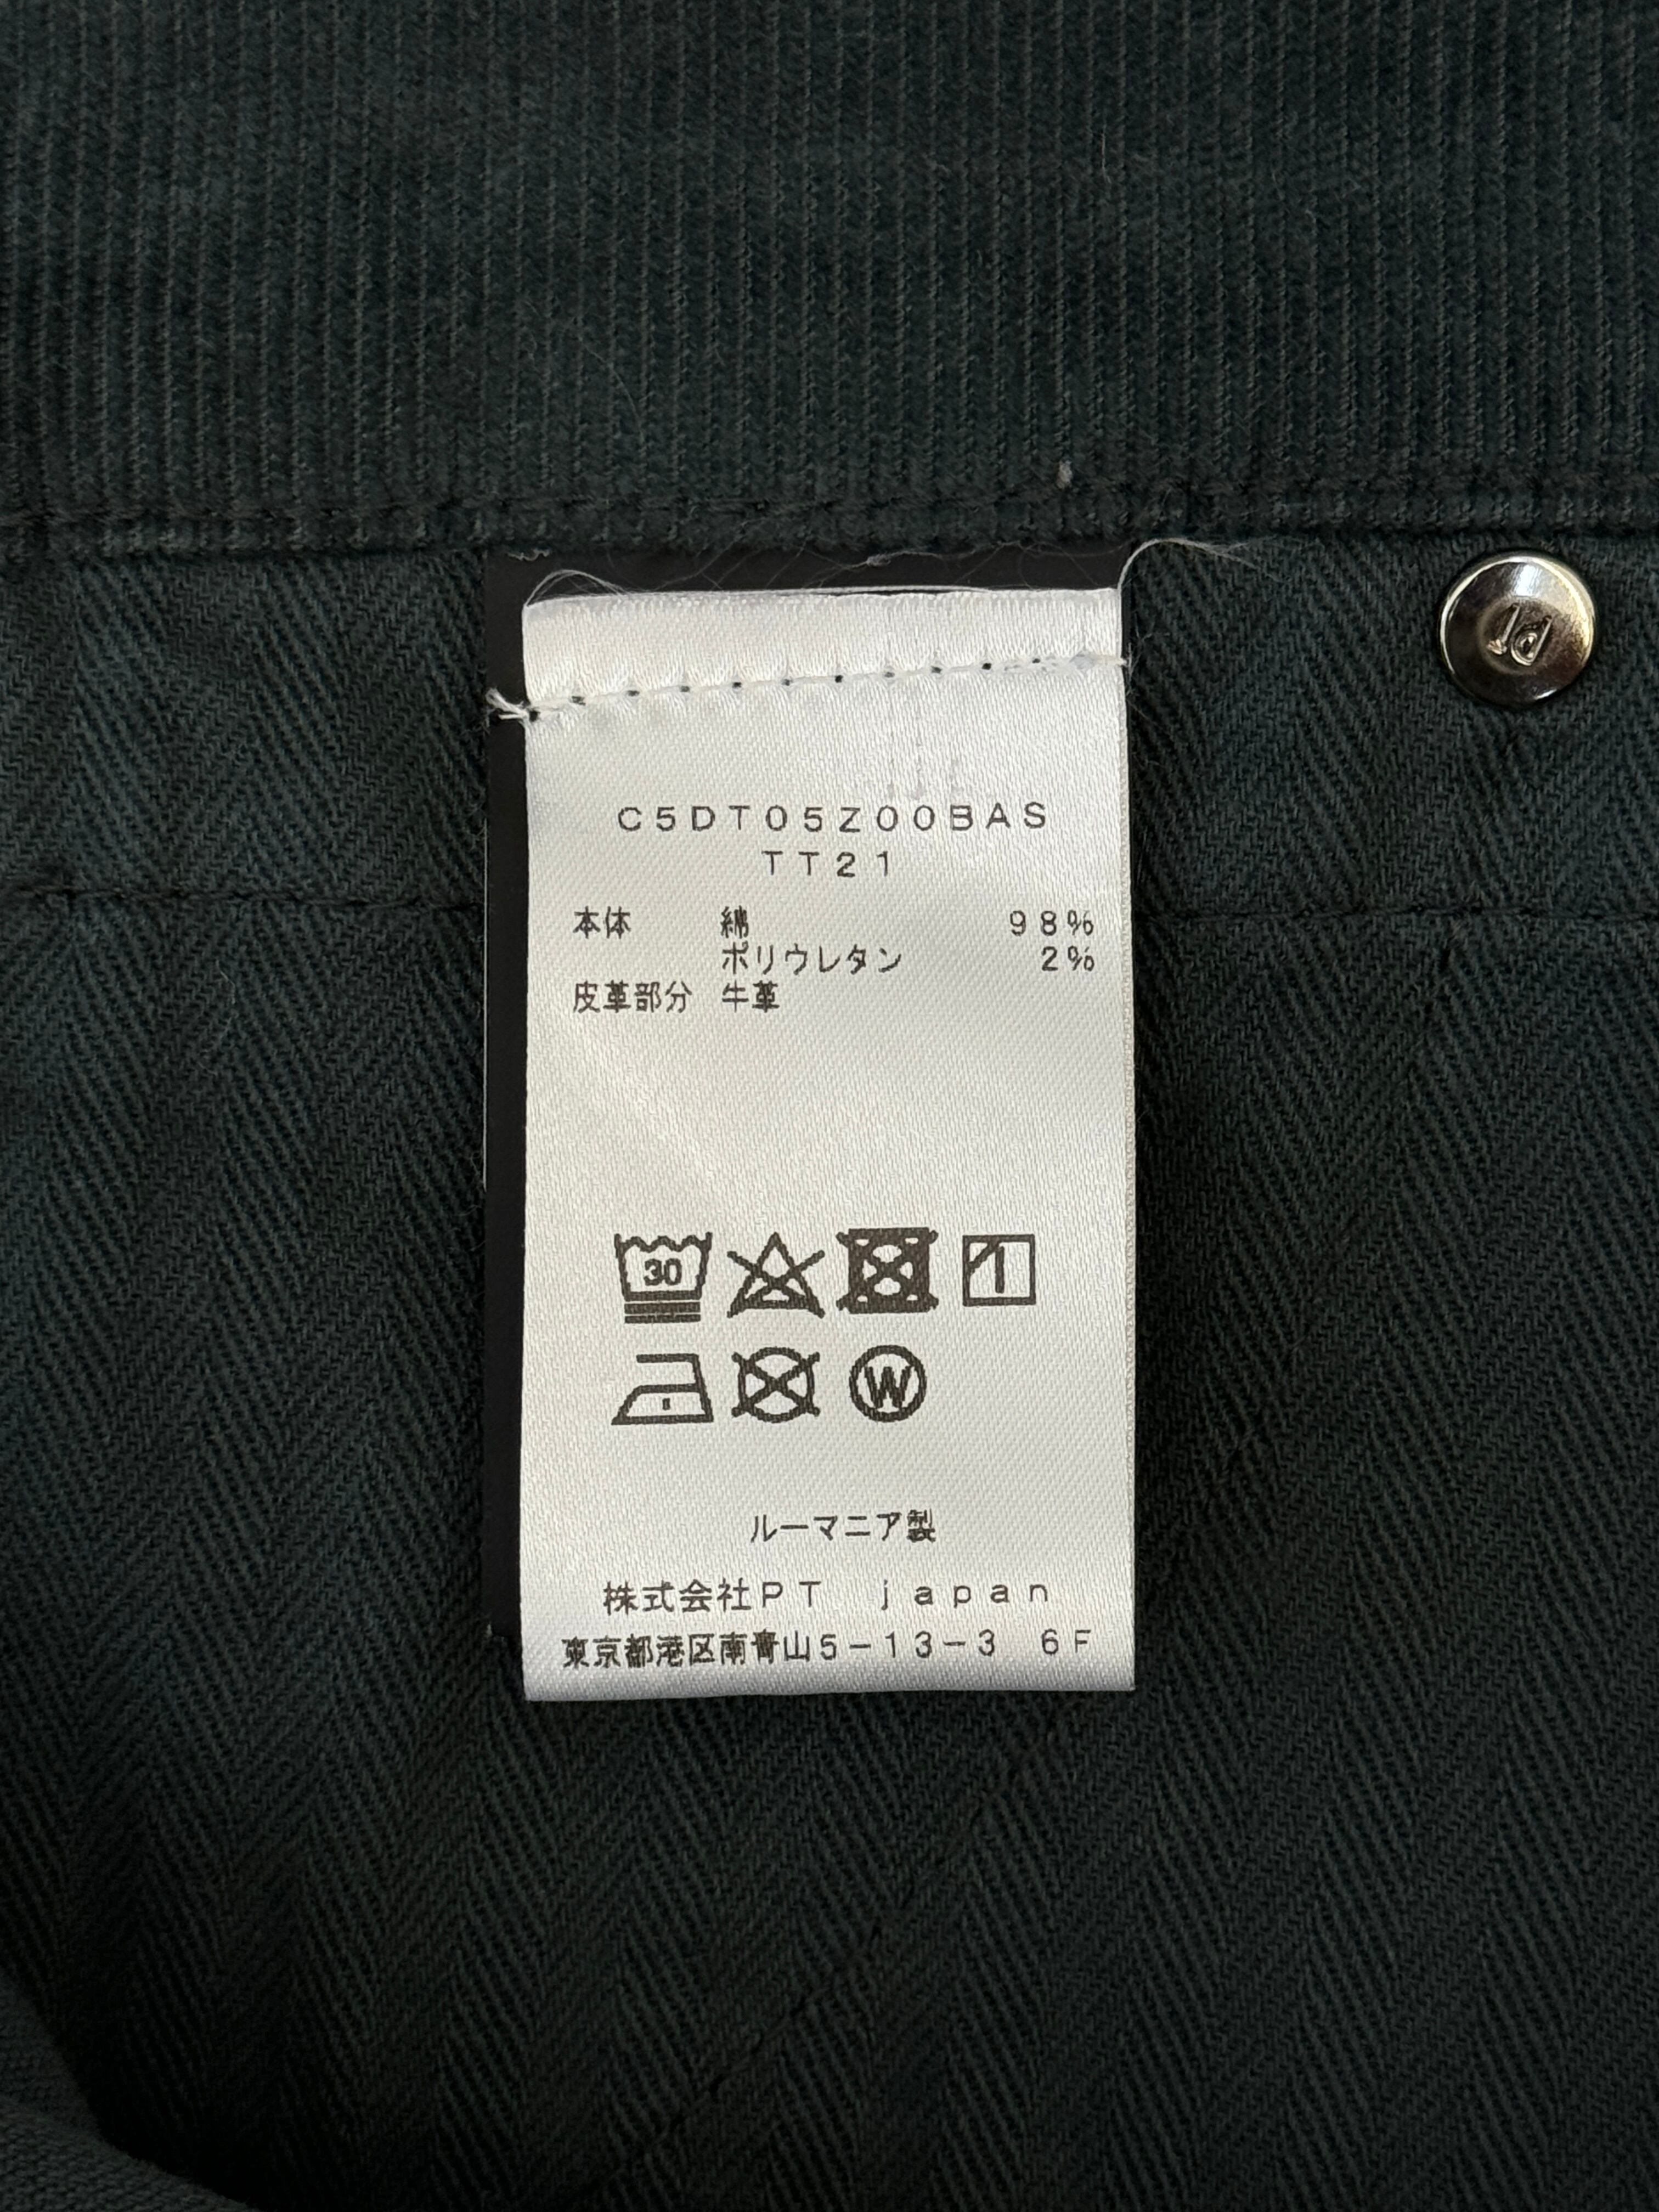 C5DT05Z00BAS
TT21
本体 綿 98%
ポリウレタン 2%
皮革部分 牛革
30
W
ルーマニア製
株式会社PT japan
東京都港区南青山5-13-3 6F